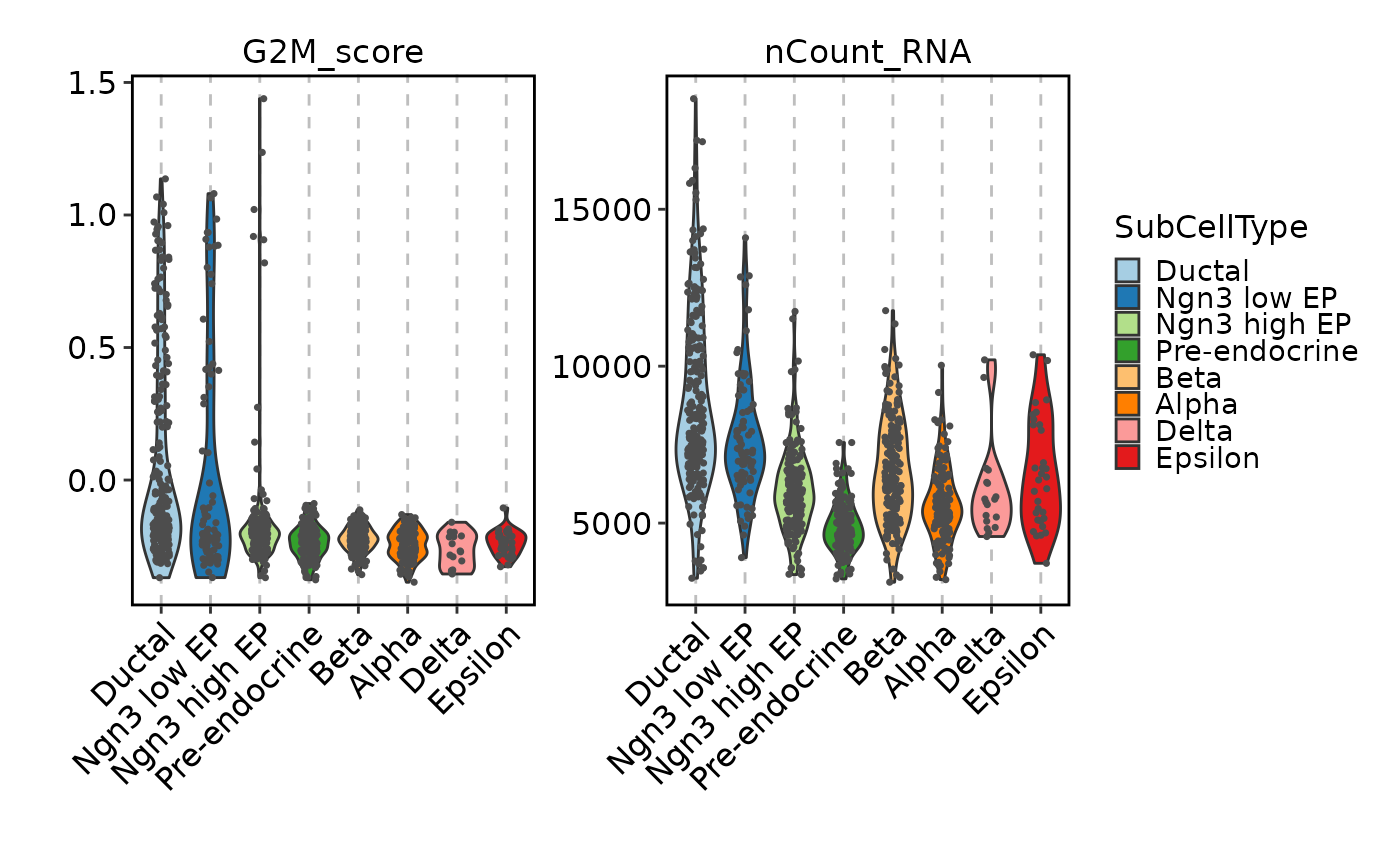 G2M_score
1.5
1.0
0.5
0.0
Ductal
Ngn3 low EP
Ngn3 high EP
Pre-endocrine
Beta
Alpha
Delta
Epsilon
nCount_RNA
15000
10000
5000
Ductal
Ngn3 low EP
Ngn3 high EP
Pre-endocrine
Beta
Alpha
Delta
Epsilon
SubCellType
Ductal
Ngn3 low EP
Ngn3 high EP
Pre-endocrine
Beta
Alpha
Delta
Epsilon